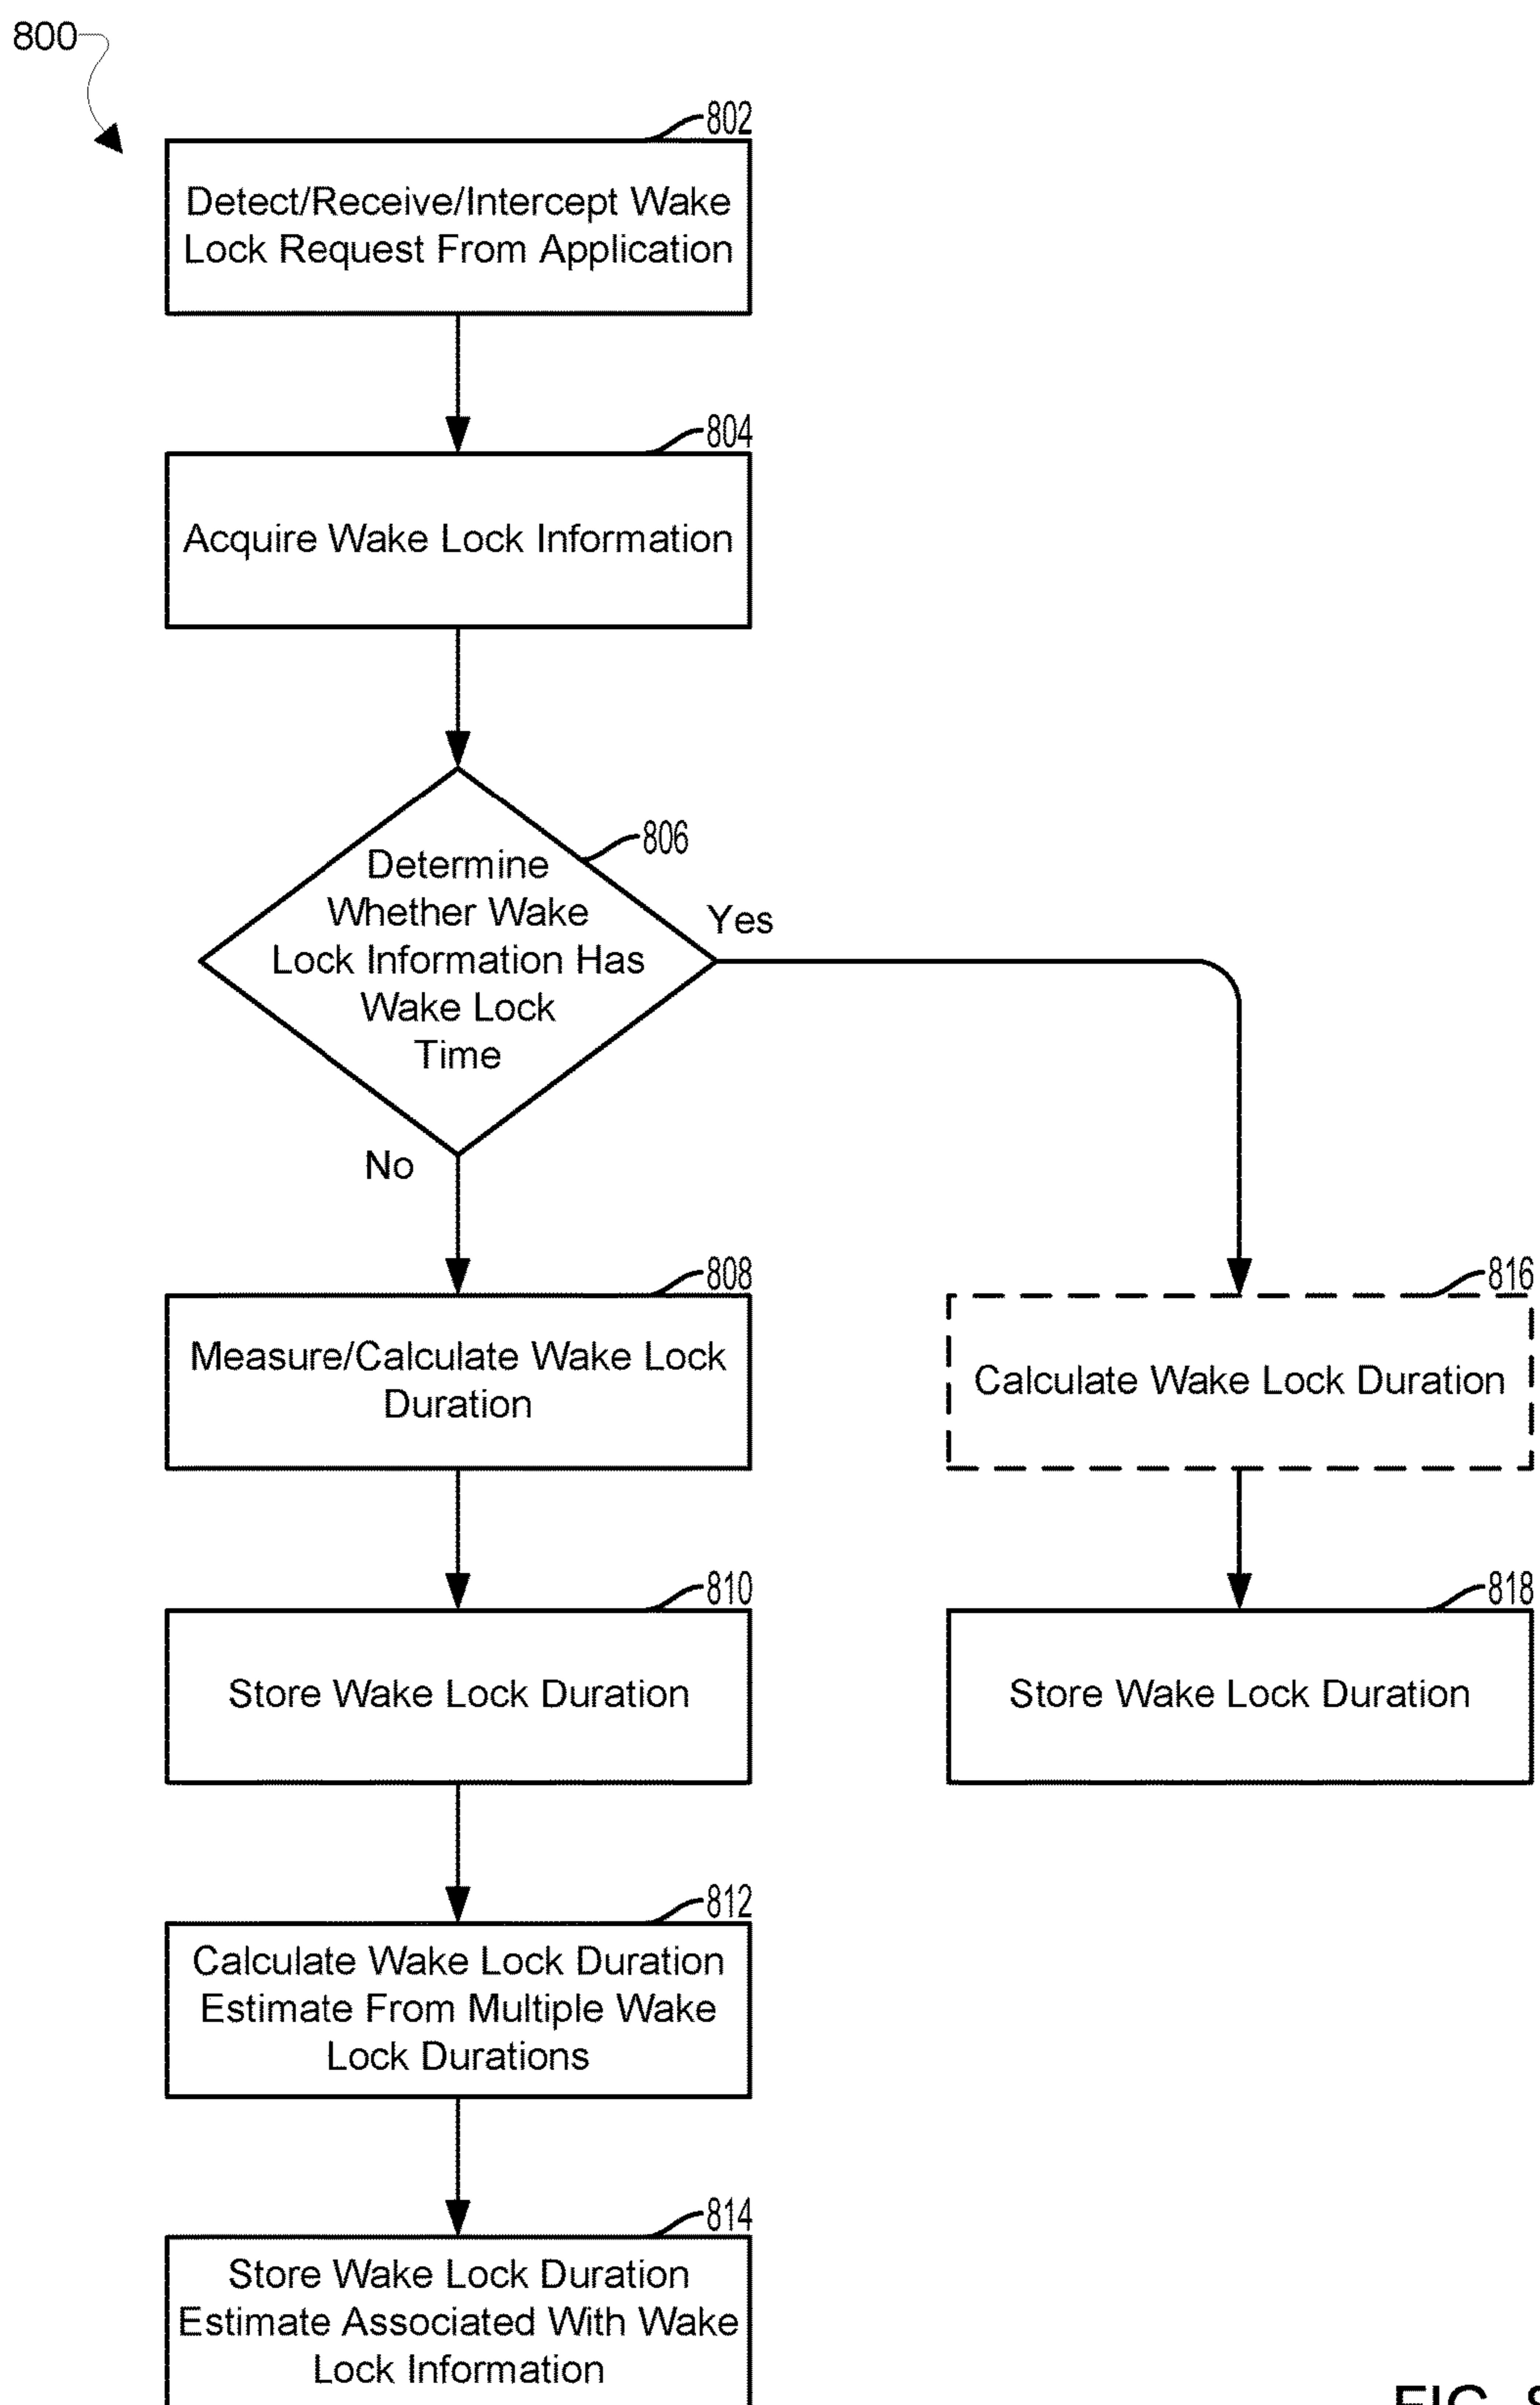 800
802
Detect/Receive/Intercept Wake
Lock Request From Application
804
Acquire Wake Lock Information
806
Determine
Whether Wake
Lock Information Has
Wake Lock
Time
Yes
No
808
Measure/Calculate Wake Lock
Duration
816
Calculate Wake Lock Duration
810
Store Wake Lock Duration
818
Store Wake Lock Duration
812
Calculate Wake Lock Duration
Estimate From Multiple Wake
Lock Durations
814
Store Wake Lock Duration
Estimate Associated With Wake
Lock Information
FIG. 8